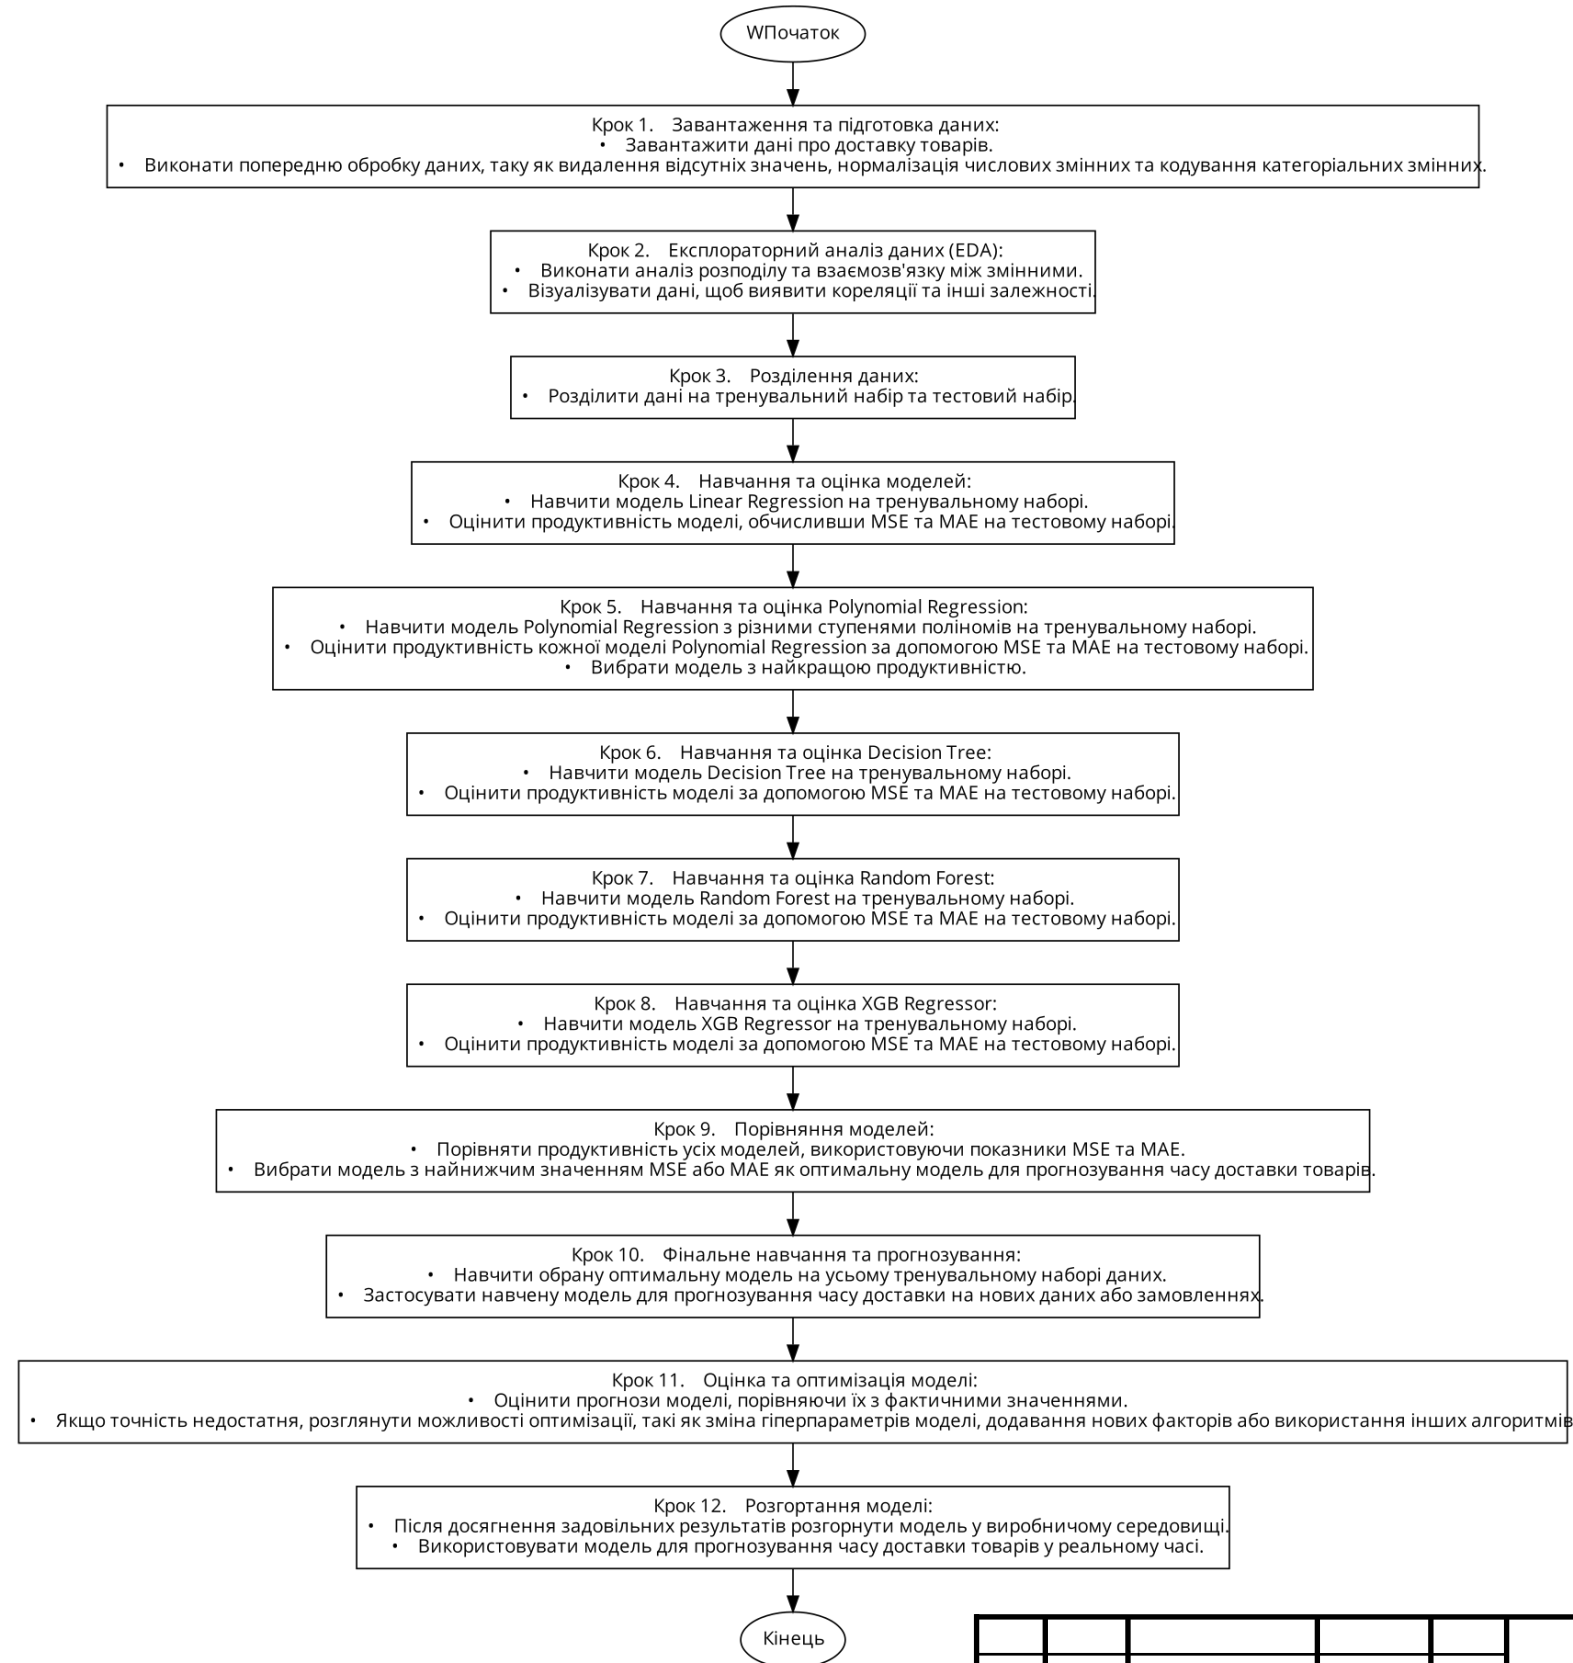 WПочаток
Крок 1. Завантаження та підготовка даних:
• Завантажити дані про доставку товарів.
• Виконати попередню обробку даних, таку як видалення відсутніх значень, нормалізація числових змінних та кодування категоріальних змінних.
Крок 2. Експлораторний аналіз даних (EDA):
• Виконати аналіз розподілу та взаємозв'язку між змінними.
• Візуалізувати дані, щоб виявити кореляції та інші залежності.
Крок 3. Розділення даних:
• Розділити дані на тренувальний набір та тестовий набір.
Крок 4. Навчання та оцінка моделей:
• Навчити модель Linear Regression на тренувальному наборі.
• Оцінити продуктивність моделі, обчисливши MSE та MAE на тестовому наборі.
Крок 5. Навчання та оцінка Polynomial Regression:
• Навчити модель Polynomial Regression з різними ступенями поліномів на тренувальному наборі.
• Оцінити продуктивність кожної моделі Polynomial Regression за допомогою MSE та MAE на тестовому наборі.
• Вибрати модель з найкращою продуктивністю.
Крок 6. Навчання та оцінка Decision Tree:
• Навчити модель Decision Tree на тренувальному наборі.
• Оцінити продуктивність моделі за допомогою MSE та MAE на тестовому наборі.
Крок 7. Навчання та оцінка Random Forest:
• Навчити модель Random Forest на тренувальному наборі.
• Оцінити продуктивність моделі за допомогою MSE та MAE на тестовому наборі.
Крок 8. Навчання та оцінка XGB Regressor:
• Навчити модель XGB Regressor на тренувальному наборі.
• Оцінити продуктивність моделі за допомогою MSE та MAE на тестовому наборі.
Крок 9. Порівняння моделей:
• Порівняти продуктивність усіх моделей, використовуючи показники MSE та MAE.
• Вибрати модель з найнижчим значенням MSE або MAE як оптимальну модель для прогнозування часу доставки товарів.
Крок 10. Фінальне навчання та прогнозування:
• Навчити обрану оптимальну модель на усьому тренувальному наборі даних.
• Застосувати навчену модель для прогнозування часу доставки на нових даних або замовленнях.
Крок 11. Оцінка та оптимізація моделі:
• Оцінити прогнози моделі, порівняючи їх з фактичними значеннями.
• Якщо точність недостатня, розглянути можливості оптимізації, такі як зміна гіперпараметрів моделі, додавання нових факторів або використання інших алгоритмів
Крок 12. Розгортання моделі:
• Після досягнення задовільних результатів розгорнути модель у виробничому середовищі.
• Використовувати модель для прогнозування часу доставки товарів у реальному часі.
Кінець